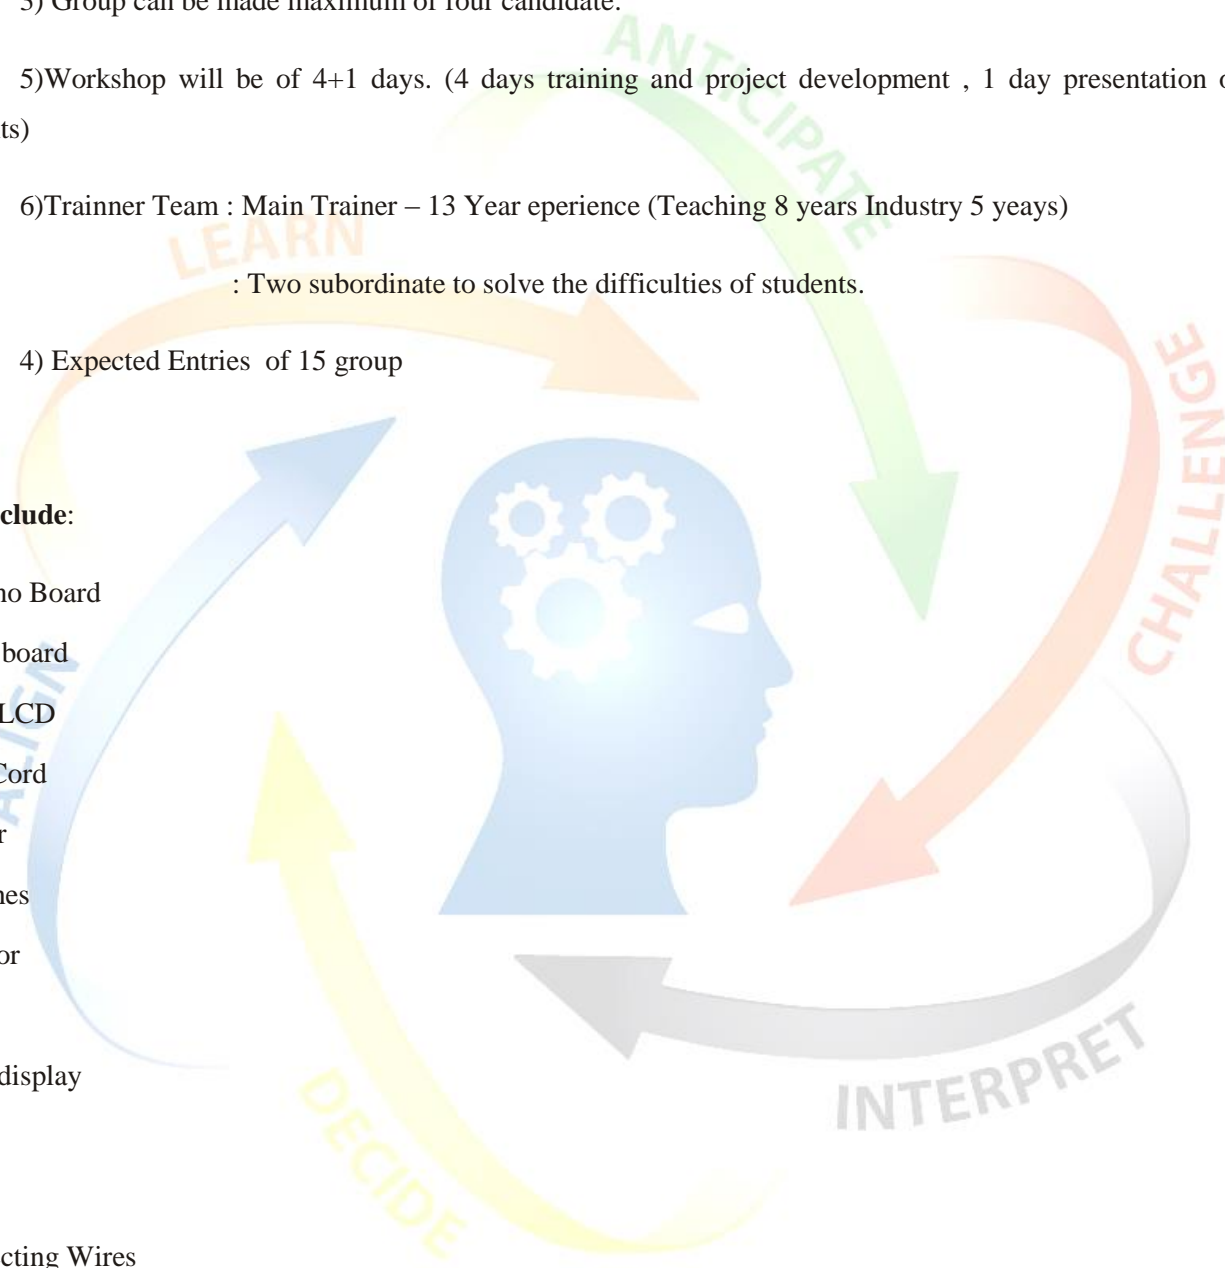 3) Group can be made maximum of four candidate.
5)Workshop will be of 4+1 days. (4 days training and project development , 1 day presentation
ts)
6)Trainner Team : Main Trainer – 13 Year eperience (Teaching 8 years Industry 5 yeays)
: Two subordinate to solve the difficulties of students.
4) Expected Entries of 15 group
clude:
no Board
board
LCD
Cord
r
nes
or
display
cting Wires
ANTICIPATE
LEARN
CHALLENGE
ALIGN
INTERPRET
DECIDE